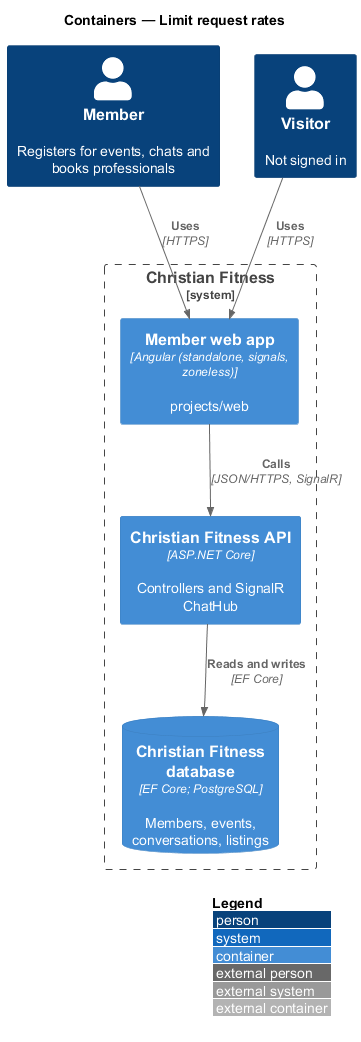 Containers — Limit request rates
Member
Registers for events, chats and
books professionals
Visitor
Not signed in
Uses
[HTTPS]
Uses
[HTTPS]
Christian Fitness
[system]
Member web app
[Angular (standalone, signals,
zoneless)]
projects/web
Calls
[JSON/HTTPS, SignalR]
Christian Fitness API
[ASP.NET Core]
Controllers and SignalR
ChatHub
Reads and writes
[EF Core]
Christian Fitness
database
[EF Core; PostgreSQL]
Members, events,
conversations, listings
Legend
person
system
container
external person
external system
external container